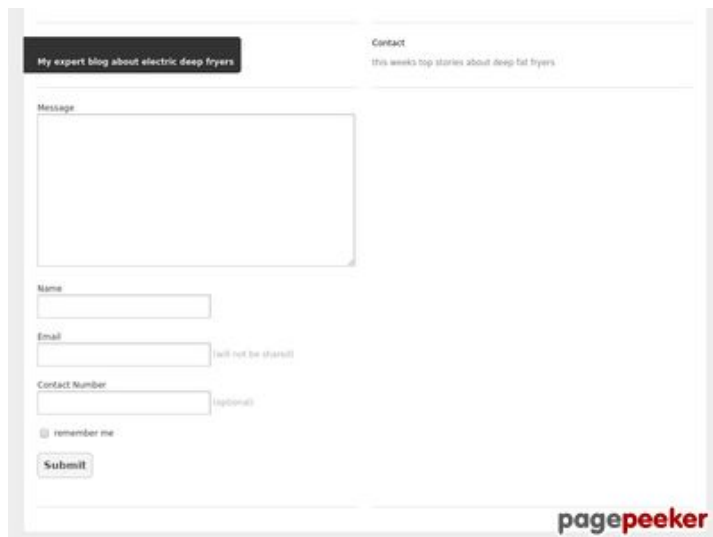 My expert blog about electric deep fryers
Contact
this weeks top stories about deep fat fryers
Message
Name
Email
(will not be shared)
Contact Number
(optional)
remember me
Submit
pagepeeker